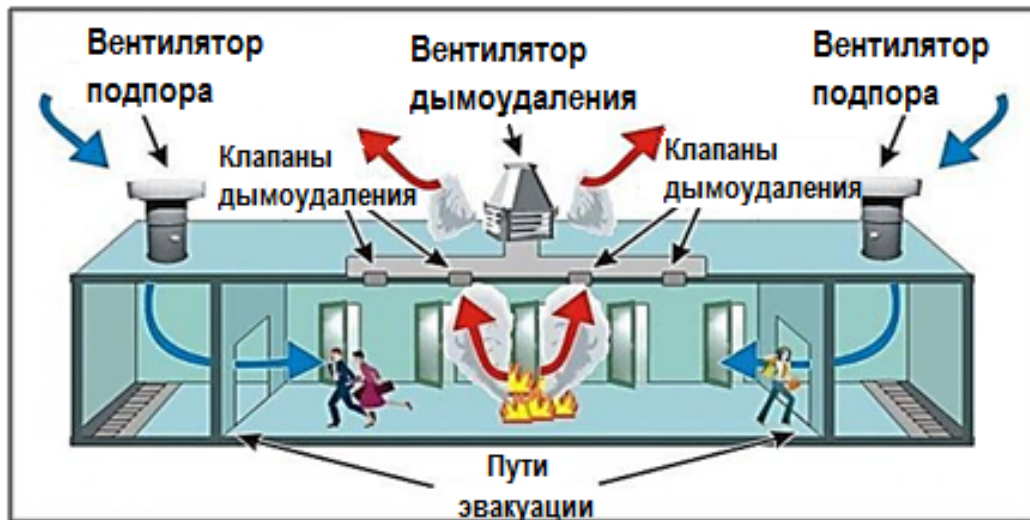 Вентилятор
подпора
Вентилятор
дымоудаления
Вентилятор
подпора
Клапаны
дымоудаления
Клапаны
дымоудаления
Пути
эвакуации